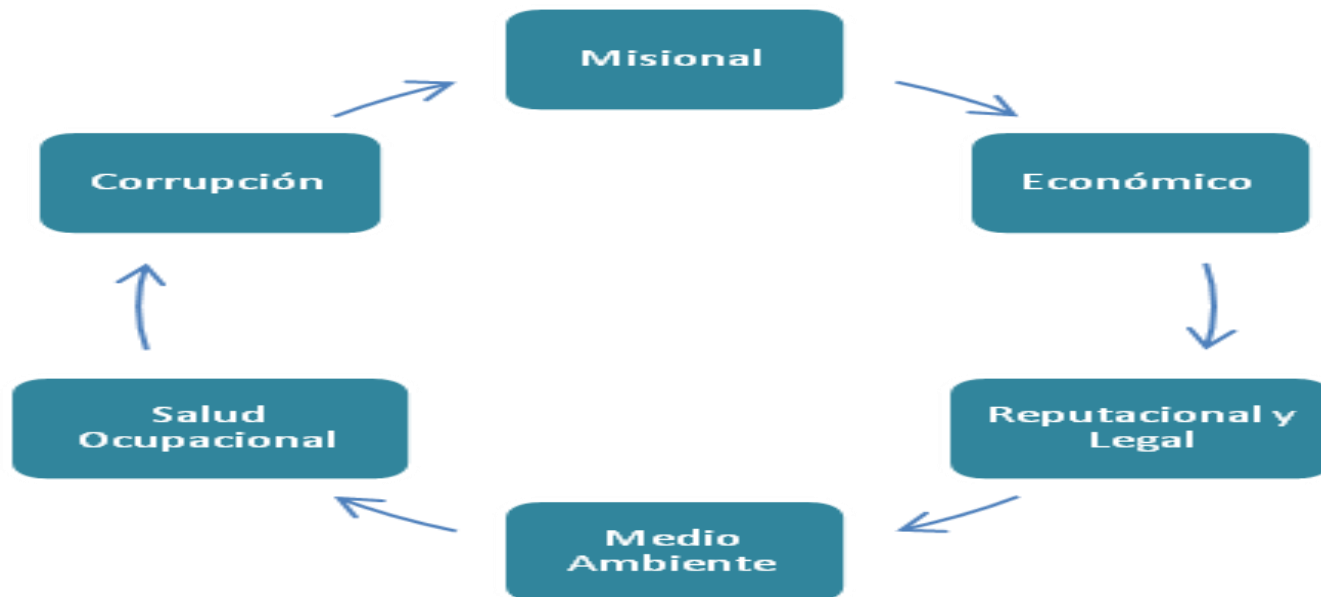 Misional
Económico
Reputacional y
Legal
Medio
Ambiente
Salud
Ocupacional
Corrupción